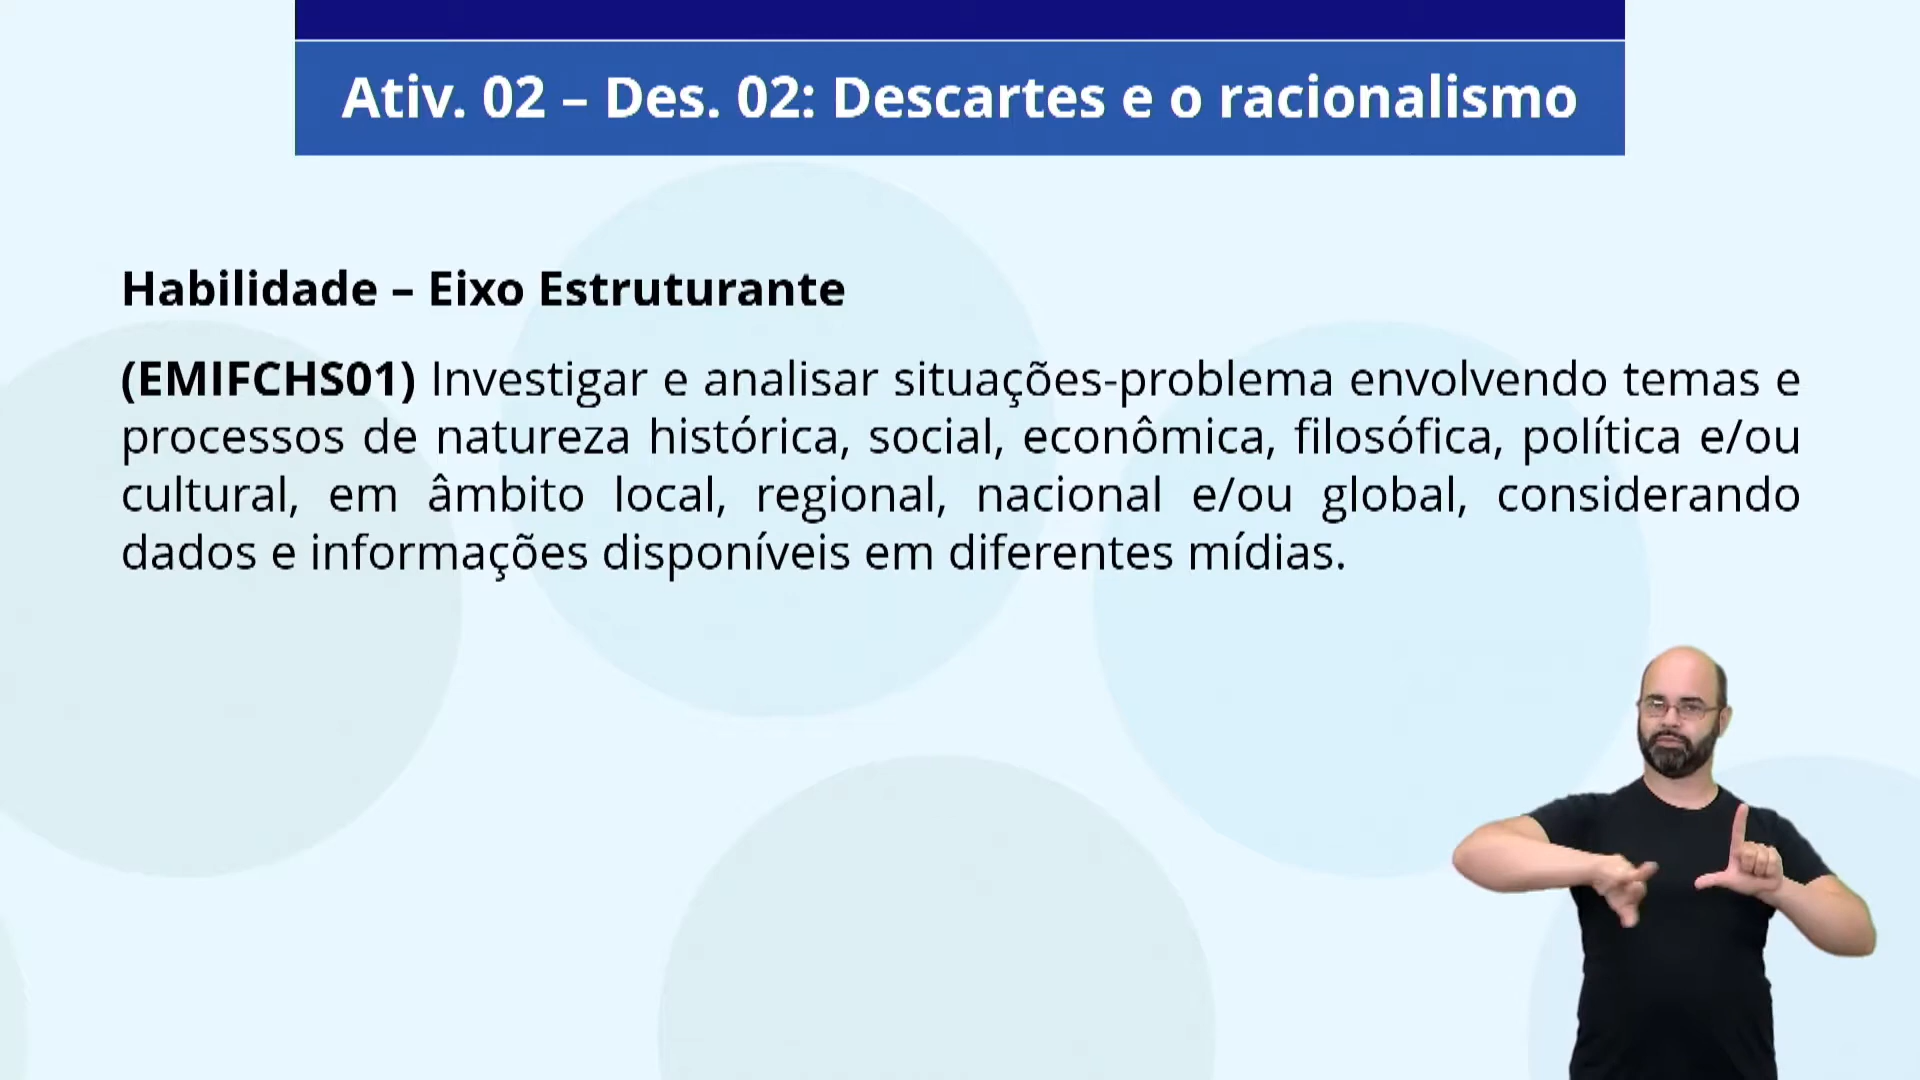 Ativ. 02 – Des. 02: Descartes e o racionalismo
Habilidade – Eixo Estruturante
(EMIFCHS01) Investigar e analisar situações-problema envolvendo temas e
processos de natureza histórica, social, econômica, filosófica, política e/ou
cultural, em âmbito local, regional, nacional e/ou global, considerando
dados e informações disponíveis em diferentes mídias.